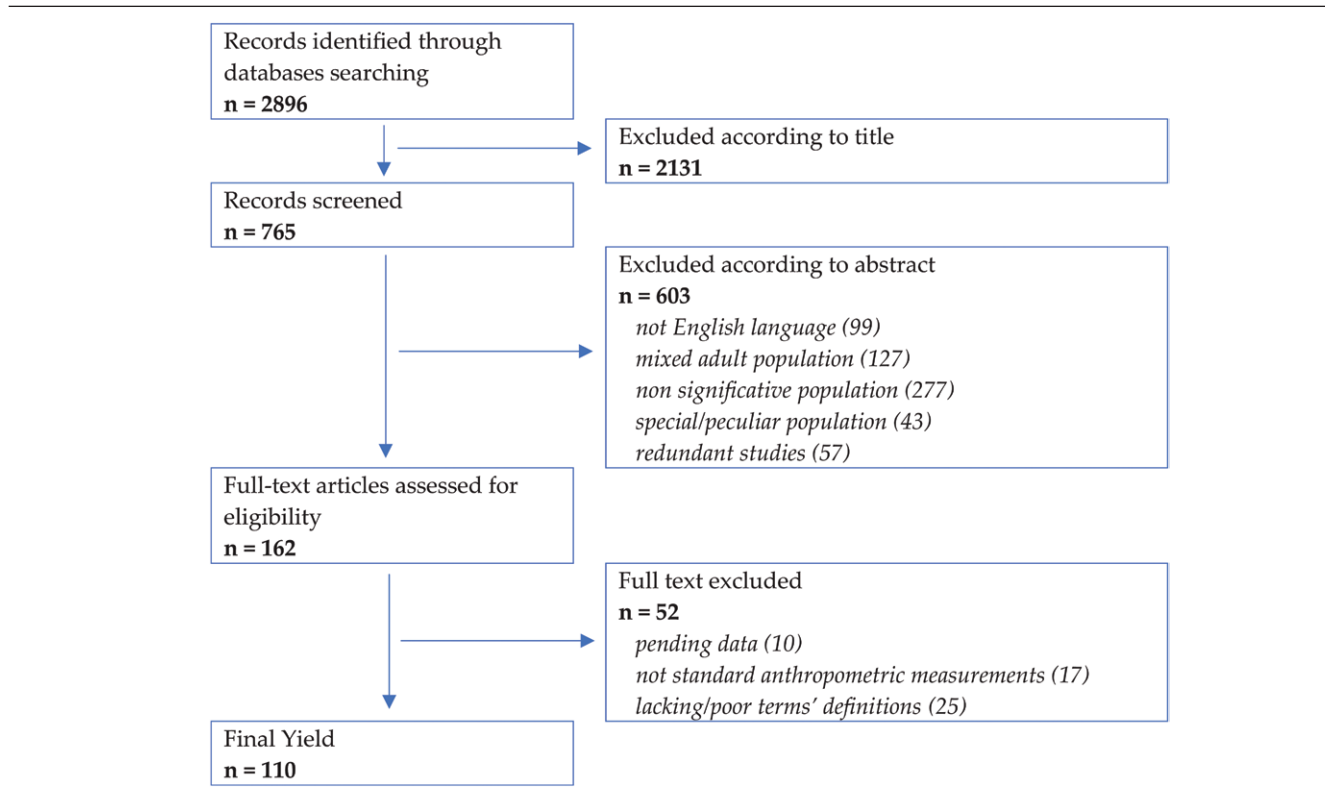 Records identified through
databases searching
n = 2896
Excluded according to title
n = 2131
Records screened
n = 765
Excluded according to abstract
n = 603
not English language (99)
mixed adult population (127)
non significative population (277)
special/peculiar population (43)
redundant studies (57)
Full-text articles assessed for
eligibility
n = 162
Full text excluded
n = 52
pending data (10)
not standard anthropometric measurements (17)
lacking/poor terms’ definitions (25)
Final Yield
n = 110